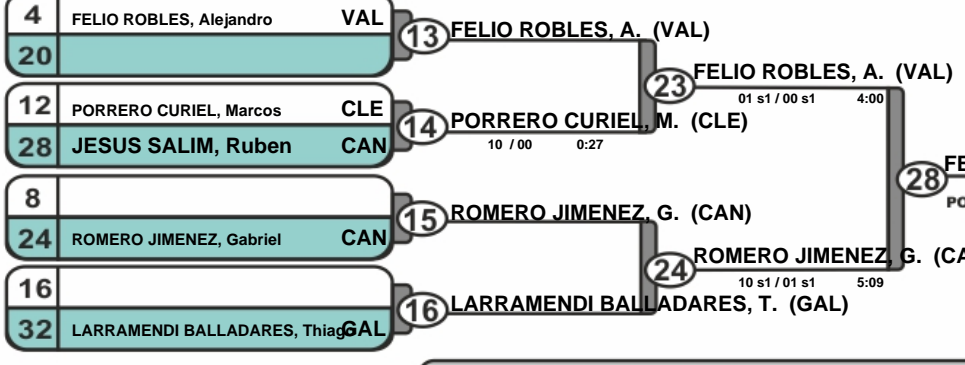 4 FELIO ROBLES, Alejandro VAL
20
13 FELIO ROBLES, A. (VAL)
12 PORRERO CURIEL, Marcos CLE
28 JESUS SALIM, Ruben CAN
14 PORRERO CURIEL, M. (CLE)
10 / 00 0:27
23 FELIO ROBLES, A. (VAL)
01 s1 / 00 s1 4:00
8
24 ROMERO JIMENEZ, Gabriel CAN
15 ROMERO JIMENEZ, G. (CAN)
16
32 LARRAMENDI BALLADARES, Thiago GAL
16 LARRAMENDI BALLADARES, T. (GAL)
24 ROMERO JIMENEZ, G. (CA
10 s1 / 01 s1 5:09
28 FE
PO